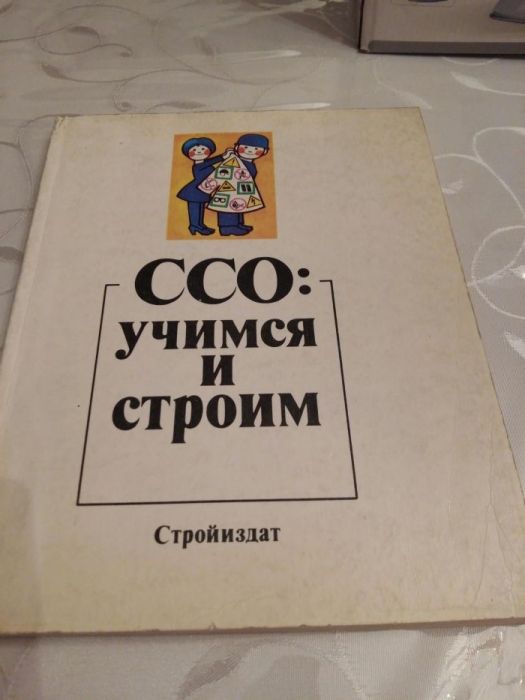 ССО:
учимся
и
строим
Стройиздат